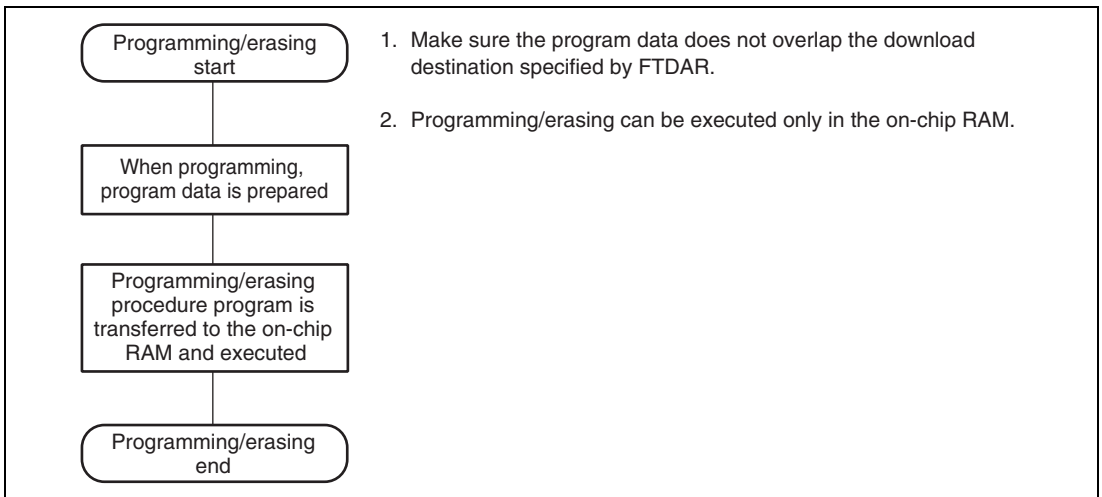 Programming/erasing
start
1. Make sure the program data does not overlap the download
destination specified by FTDAR.
2. Programming/erasing can be executed only in the on-chip RAM.
When programming,
program data is prepared
Programming/erasing
procedure program is
transferred to the on-chip
RAM and executed
Programming/erasing
end